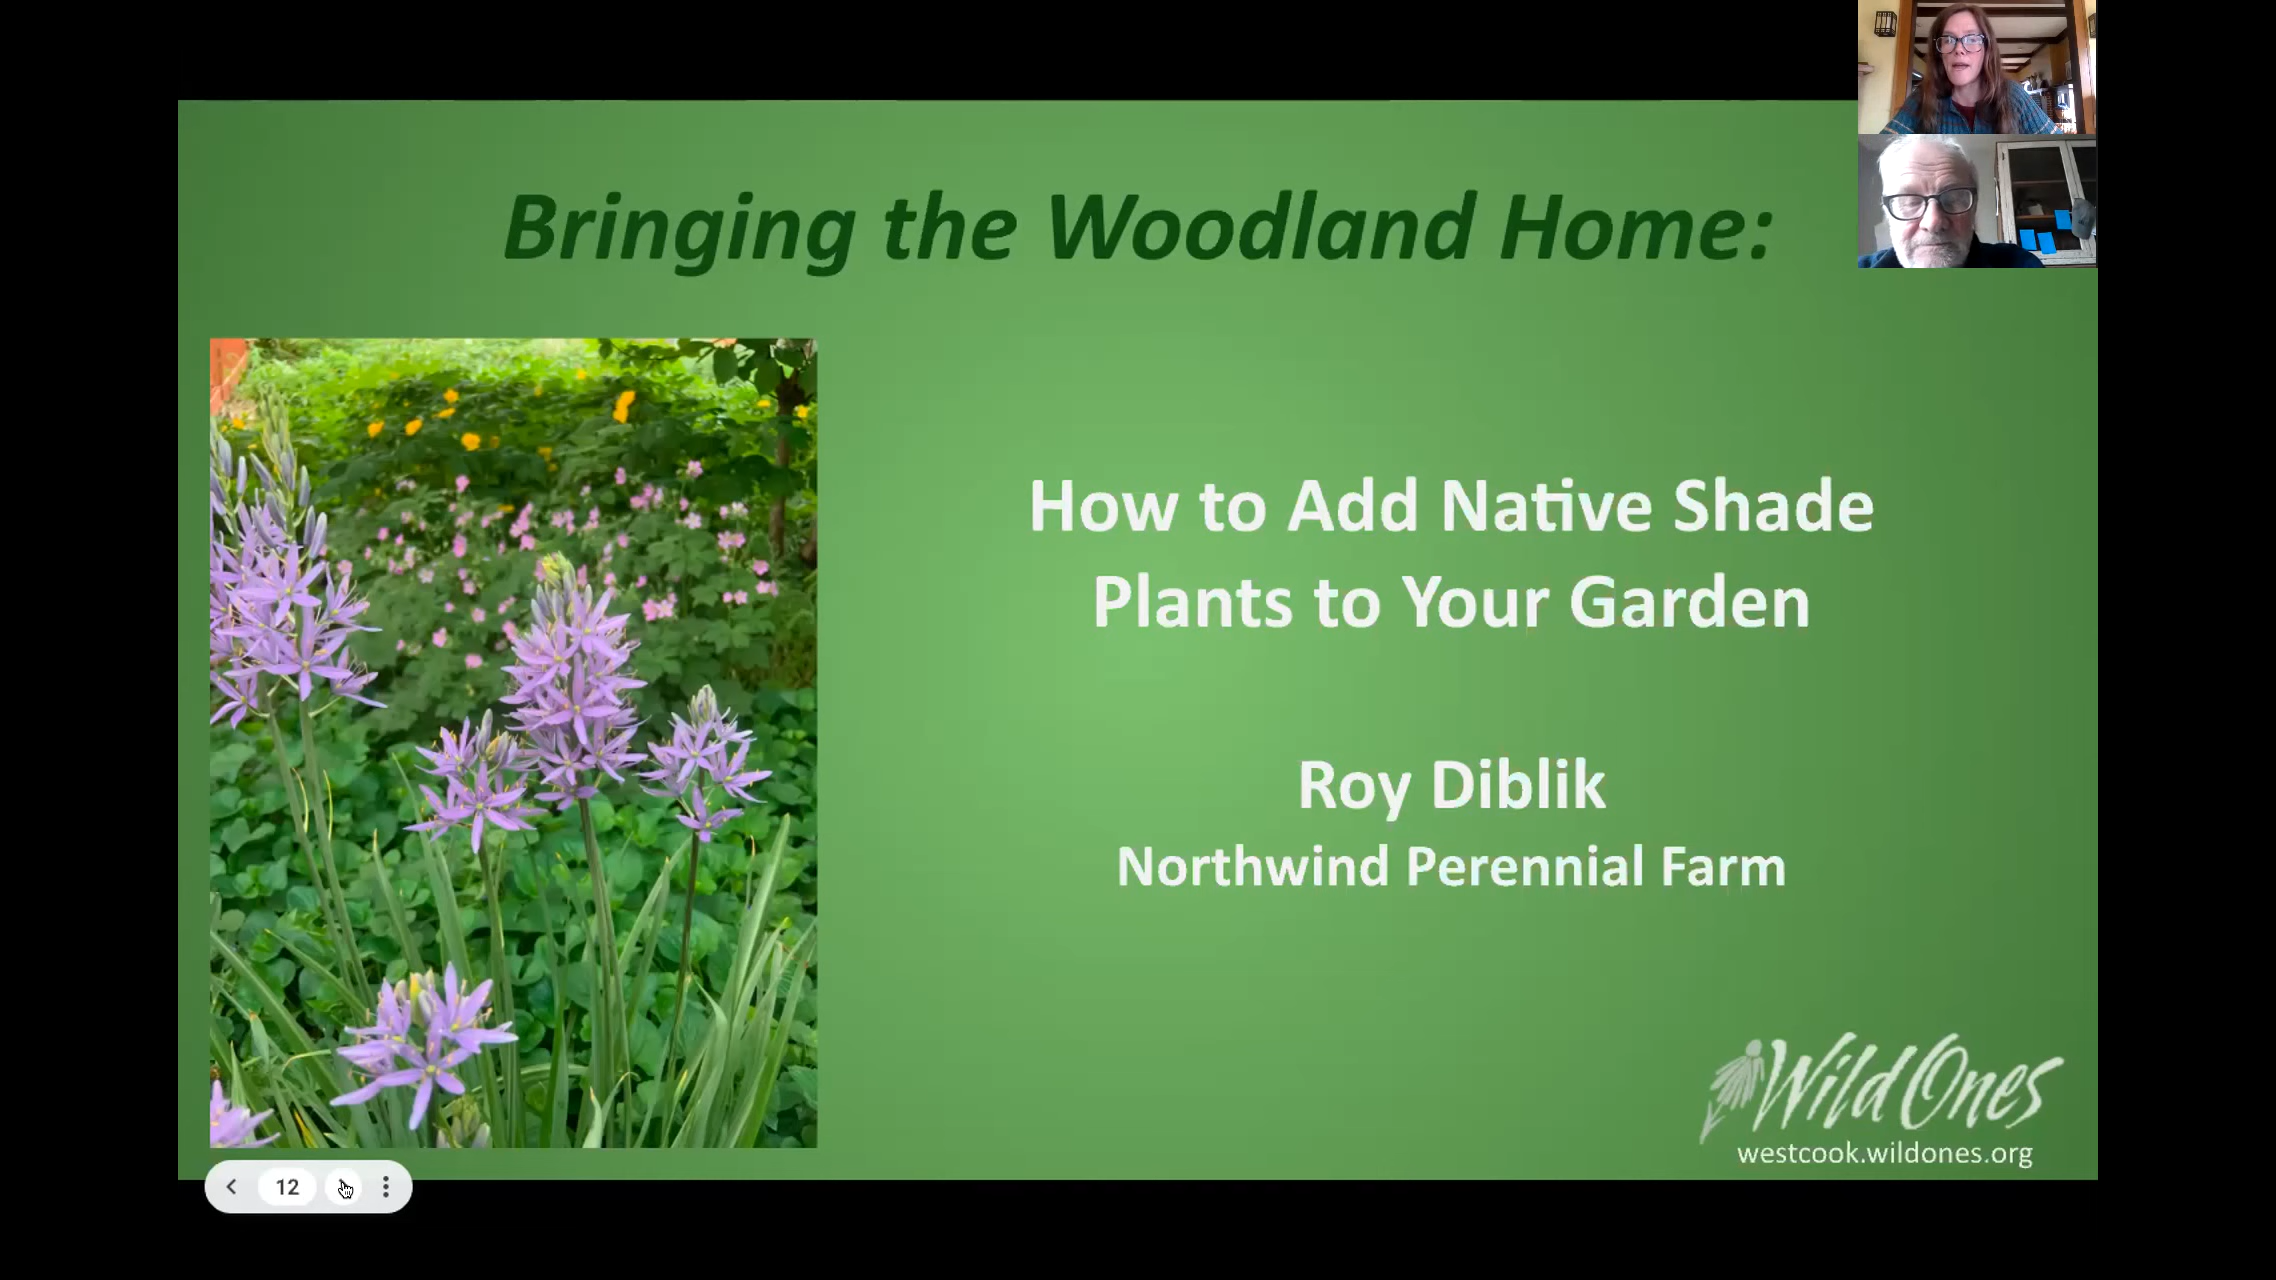 Bringing the Woodland Home:
How to Add Native Shade
Plants to Your Garden
Roy Diblik
Northwind Perennial Farm
Wild Ones
westcook.wildones.org
12